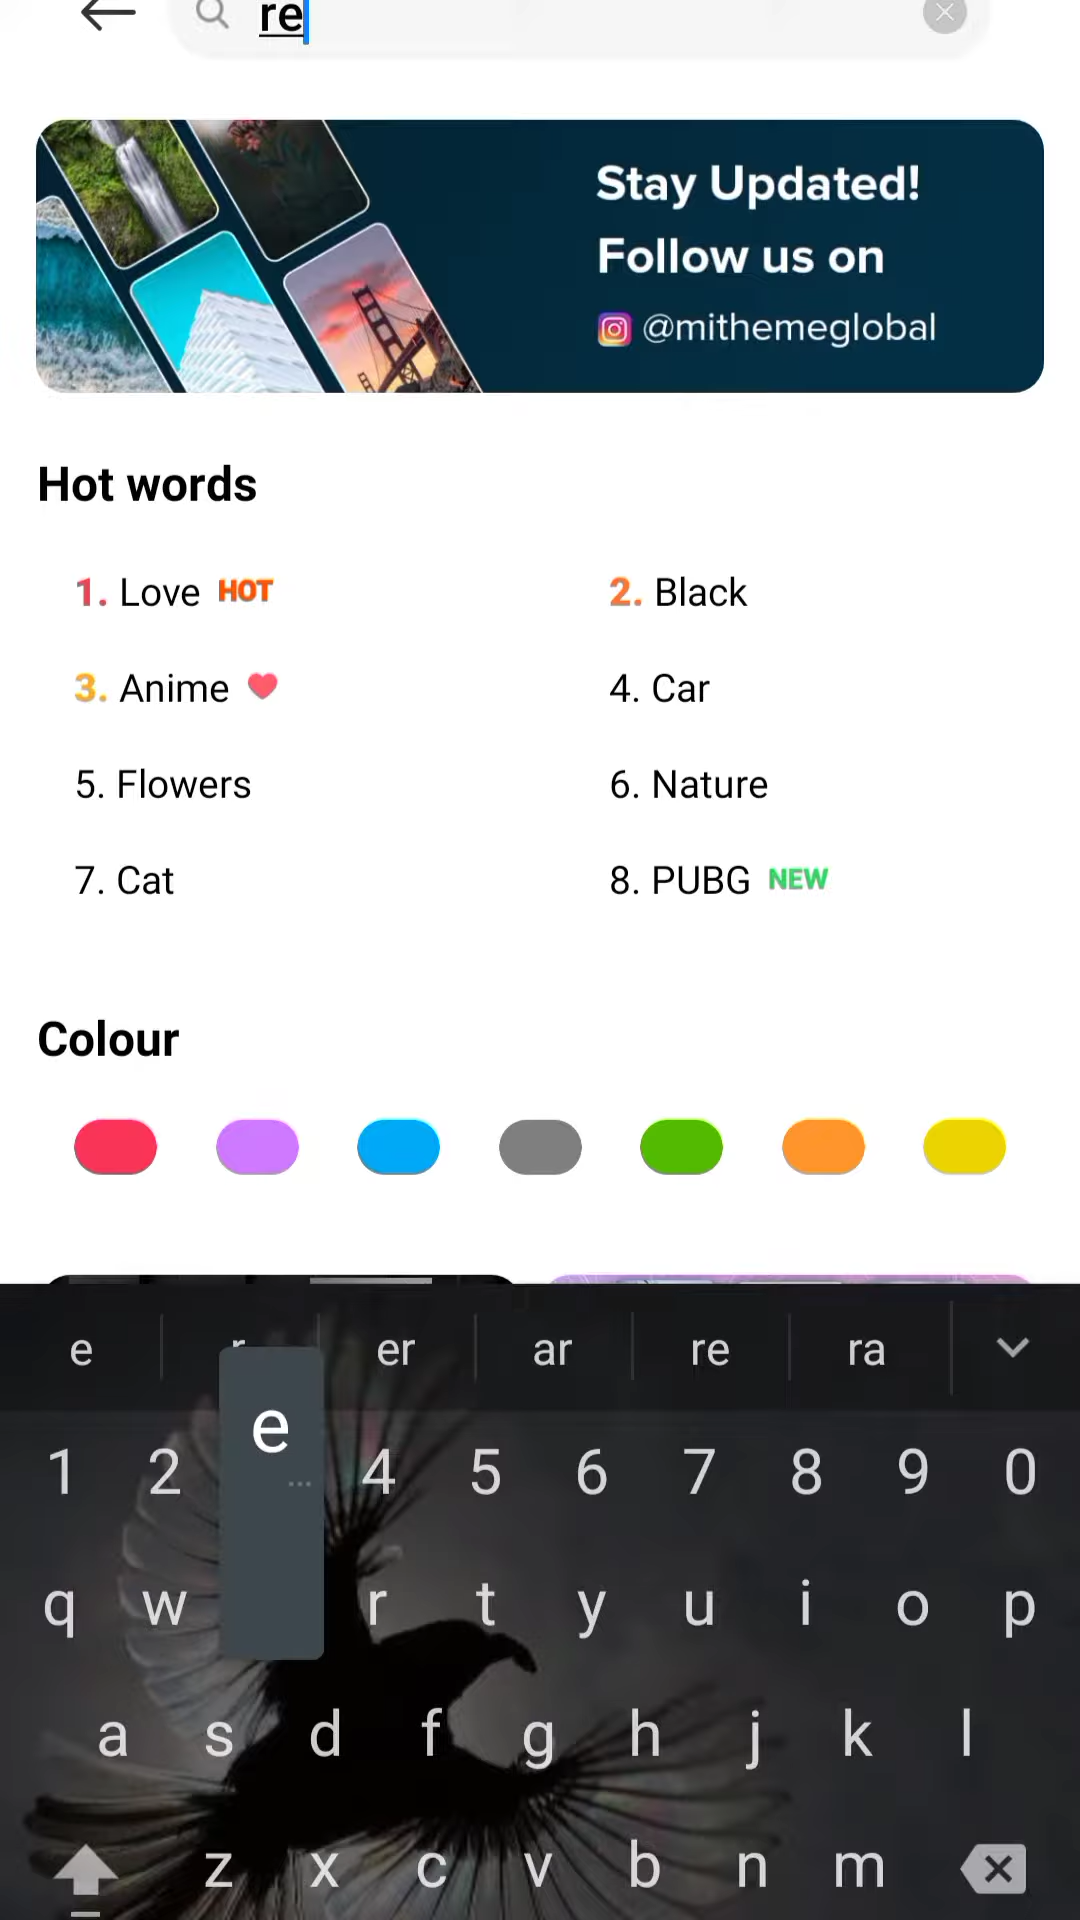 re
Stay Updated!
Follow us on
@mithemeglobal
Hot words
1. Love HOT
2. Black
3. Anime
4. Car
5. Flowers
6. Nature
7. Cat
8. PUBG NEW
Colour
e r er ar re ra
e
1 2 4 5 6 7 8 9 0
q w r t y u i o p
a s d f g h j k l
z x c v b n m